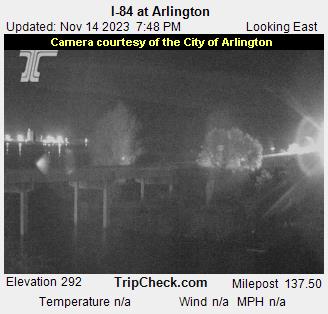 I-84 at Arlington
Updated: Nov 14 2023 7:48 PM Looking East
Camera courtesy of the City of Arlington
Elevation 292 TripCheck.com Milepost 137.50
Temperature n/a Wind n/a MPH n/a